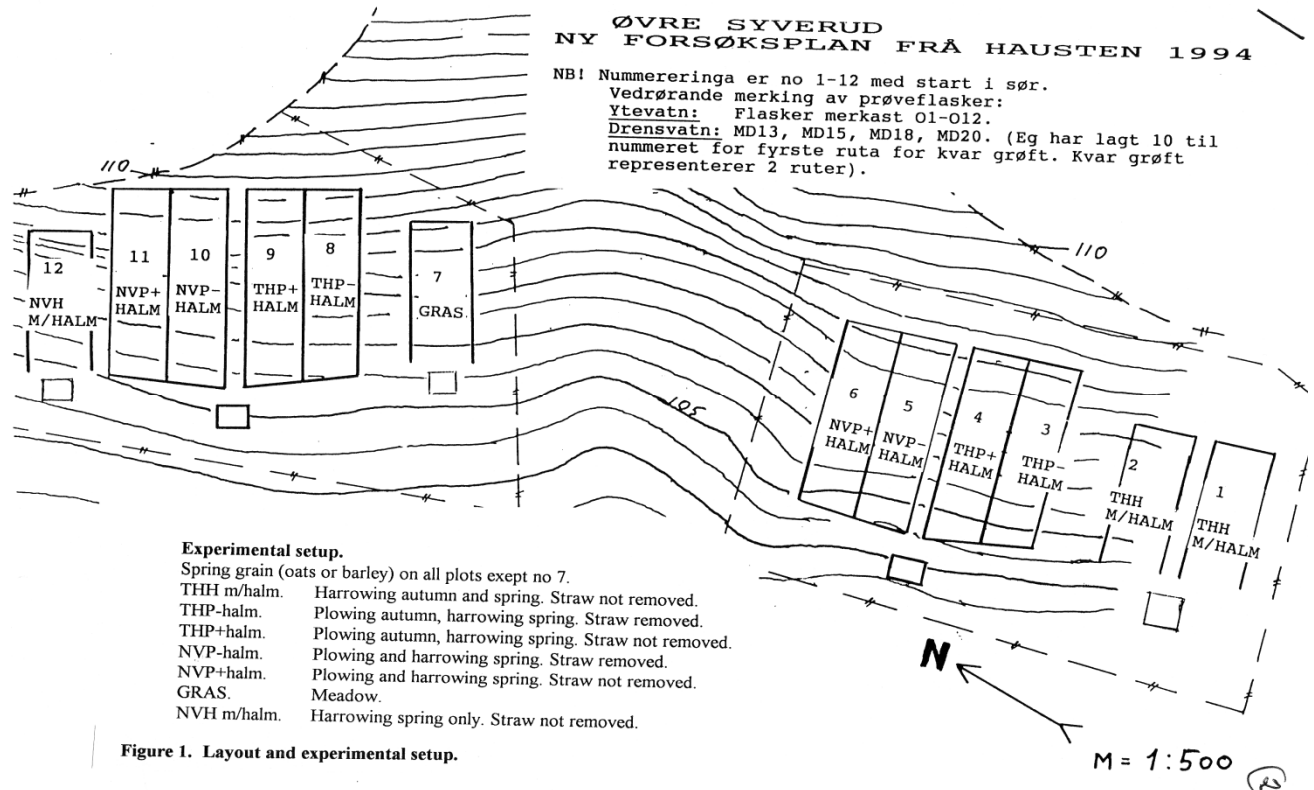 ØVRE SYVERUD
NY FORSØKSPLAN FRÅ HAUSTEN 1994
NB! Nummereringa er no 1-12 med start i sør.
Vedrørande merking av prøveflasker:
Ytevatn: Flasker merkast O1-O12.
Drensvatn: MD13, MD15, MD18, MD20. (Eg har lagt 10 til
nummeret for fyrste ruta for kvar grøft. Kvar grøft
representerer 2 ruter).
110
12
NVH
M/HALM
11
NVP+
HALM
10
NVP-
HALM
9
THP+
HALM
8
THP-
HALM
7
GRAS
110
105
6
NVP+
HALM
5
NVP-
HALM
4
THP+
HALM
3
THP-
HALM
2
THH
M/HALM
1
THH
M/HALM
Experimental setup.
Spring grain (oats or barley) on all plots exept no 7.
THH m/halm. Harrowing autumn and spring. Straw not removed.
THP-halm. Plowing autumn, harrowing spring. Straw removed.
THP+halm. Plowing autumn, harrowing spring. Straw not removed.
NVP-halm. Plowing and harrowing spring. Straw removed.
NVP+halm. Plowing and harrowing spring. Straw not removed.
GRAS. Meadow.
NVH m/halm. Harrowing spring only. Straw not removed.
N
M = 1:500
Figure 1. Layout and experimental setup.